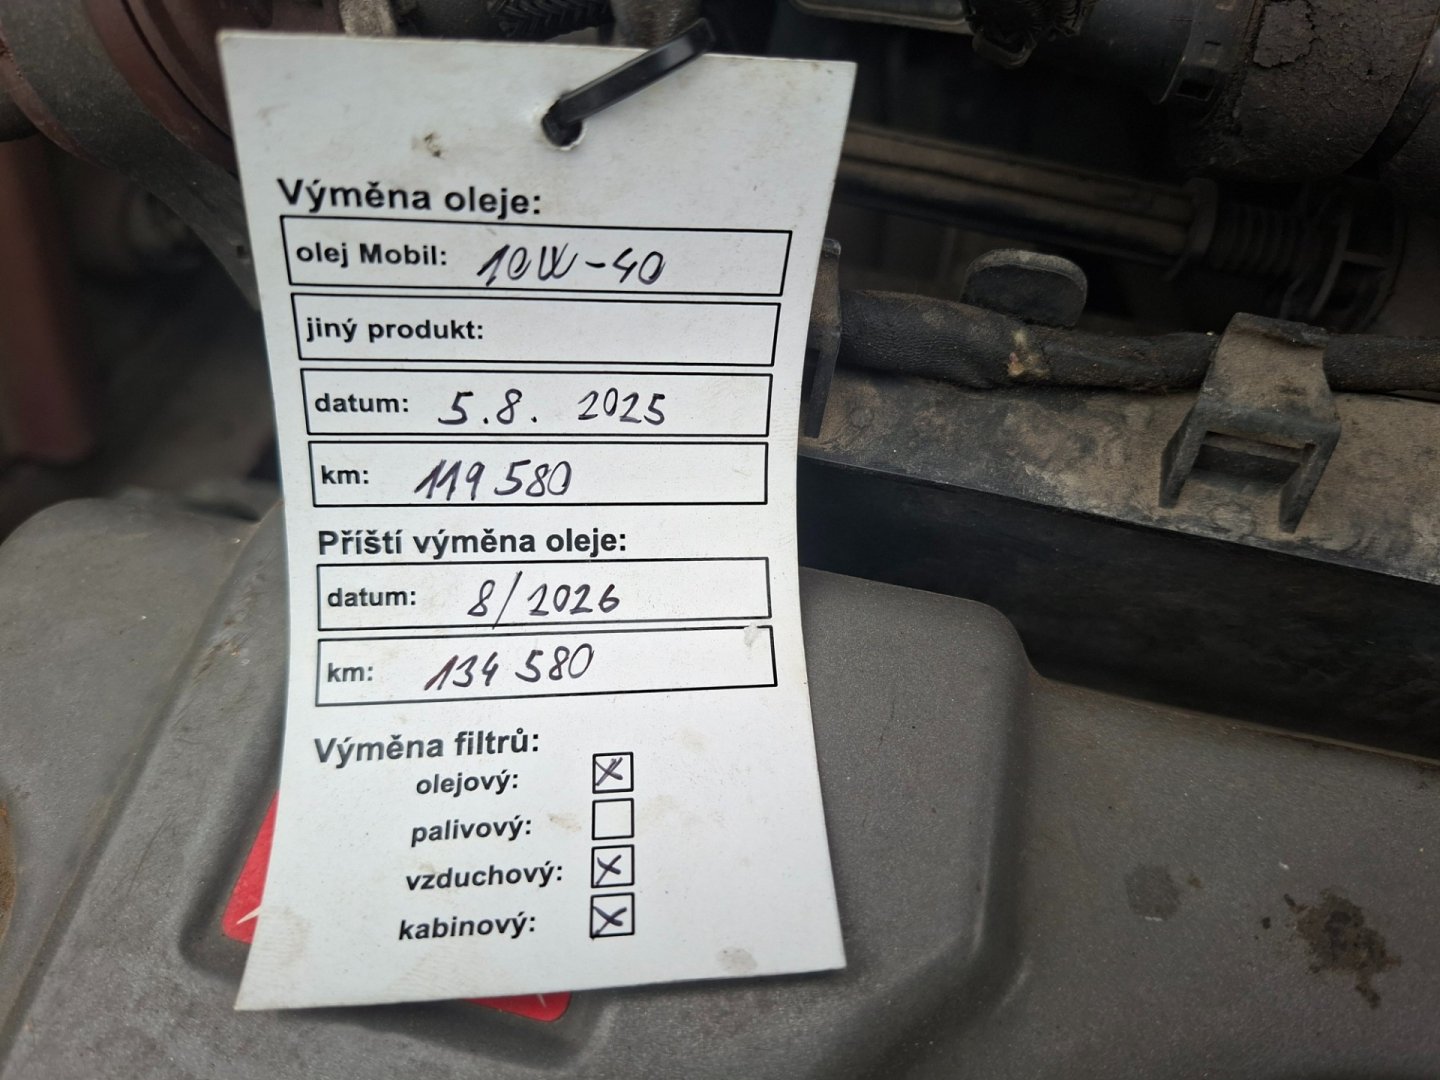 Výměna oleje:
olej Mobil: 10W-40
jiný produkt:
datum: 5.8. 2025
km: 119 580
Příští výměna oleje:
datum: 8/2026
km: 134 580
Výměna filtrů:
olejový: X
palivový:
vzduchový: X
kabinový: X